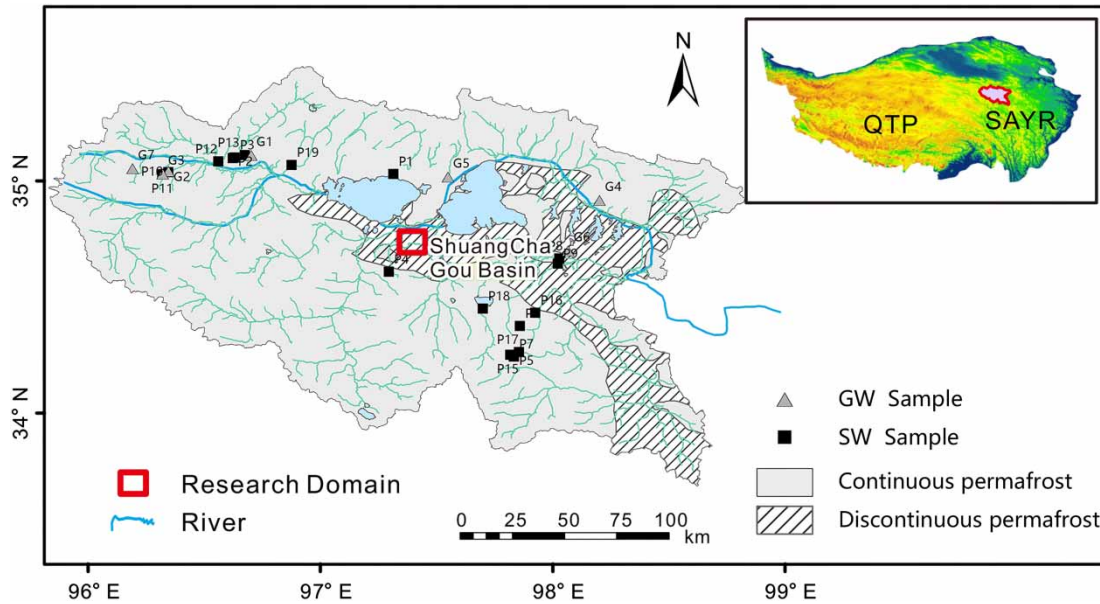 N
QTP
SAYR
35° N
34° N
P12
P13
P3
G1
P2
G7
G3
P10
G2
P11
P19
P1
G5
G4
G6
P9
ShuangCha
Gou Basin
P4
P18
P16
P17
P7
P5
P15
GW Sample
SW Sample
Continuous permafrost
Discontinuous permafrost
Research Domain
River
0 25 50 75 100
km
96° E
97° E
98° E
99° E